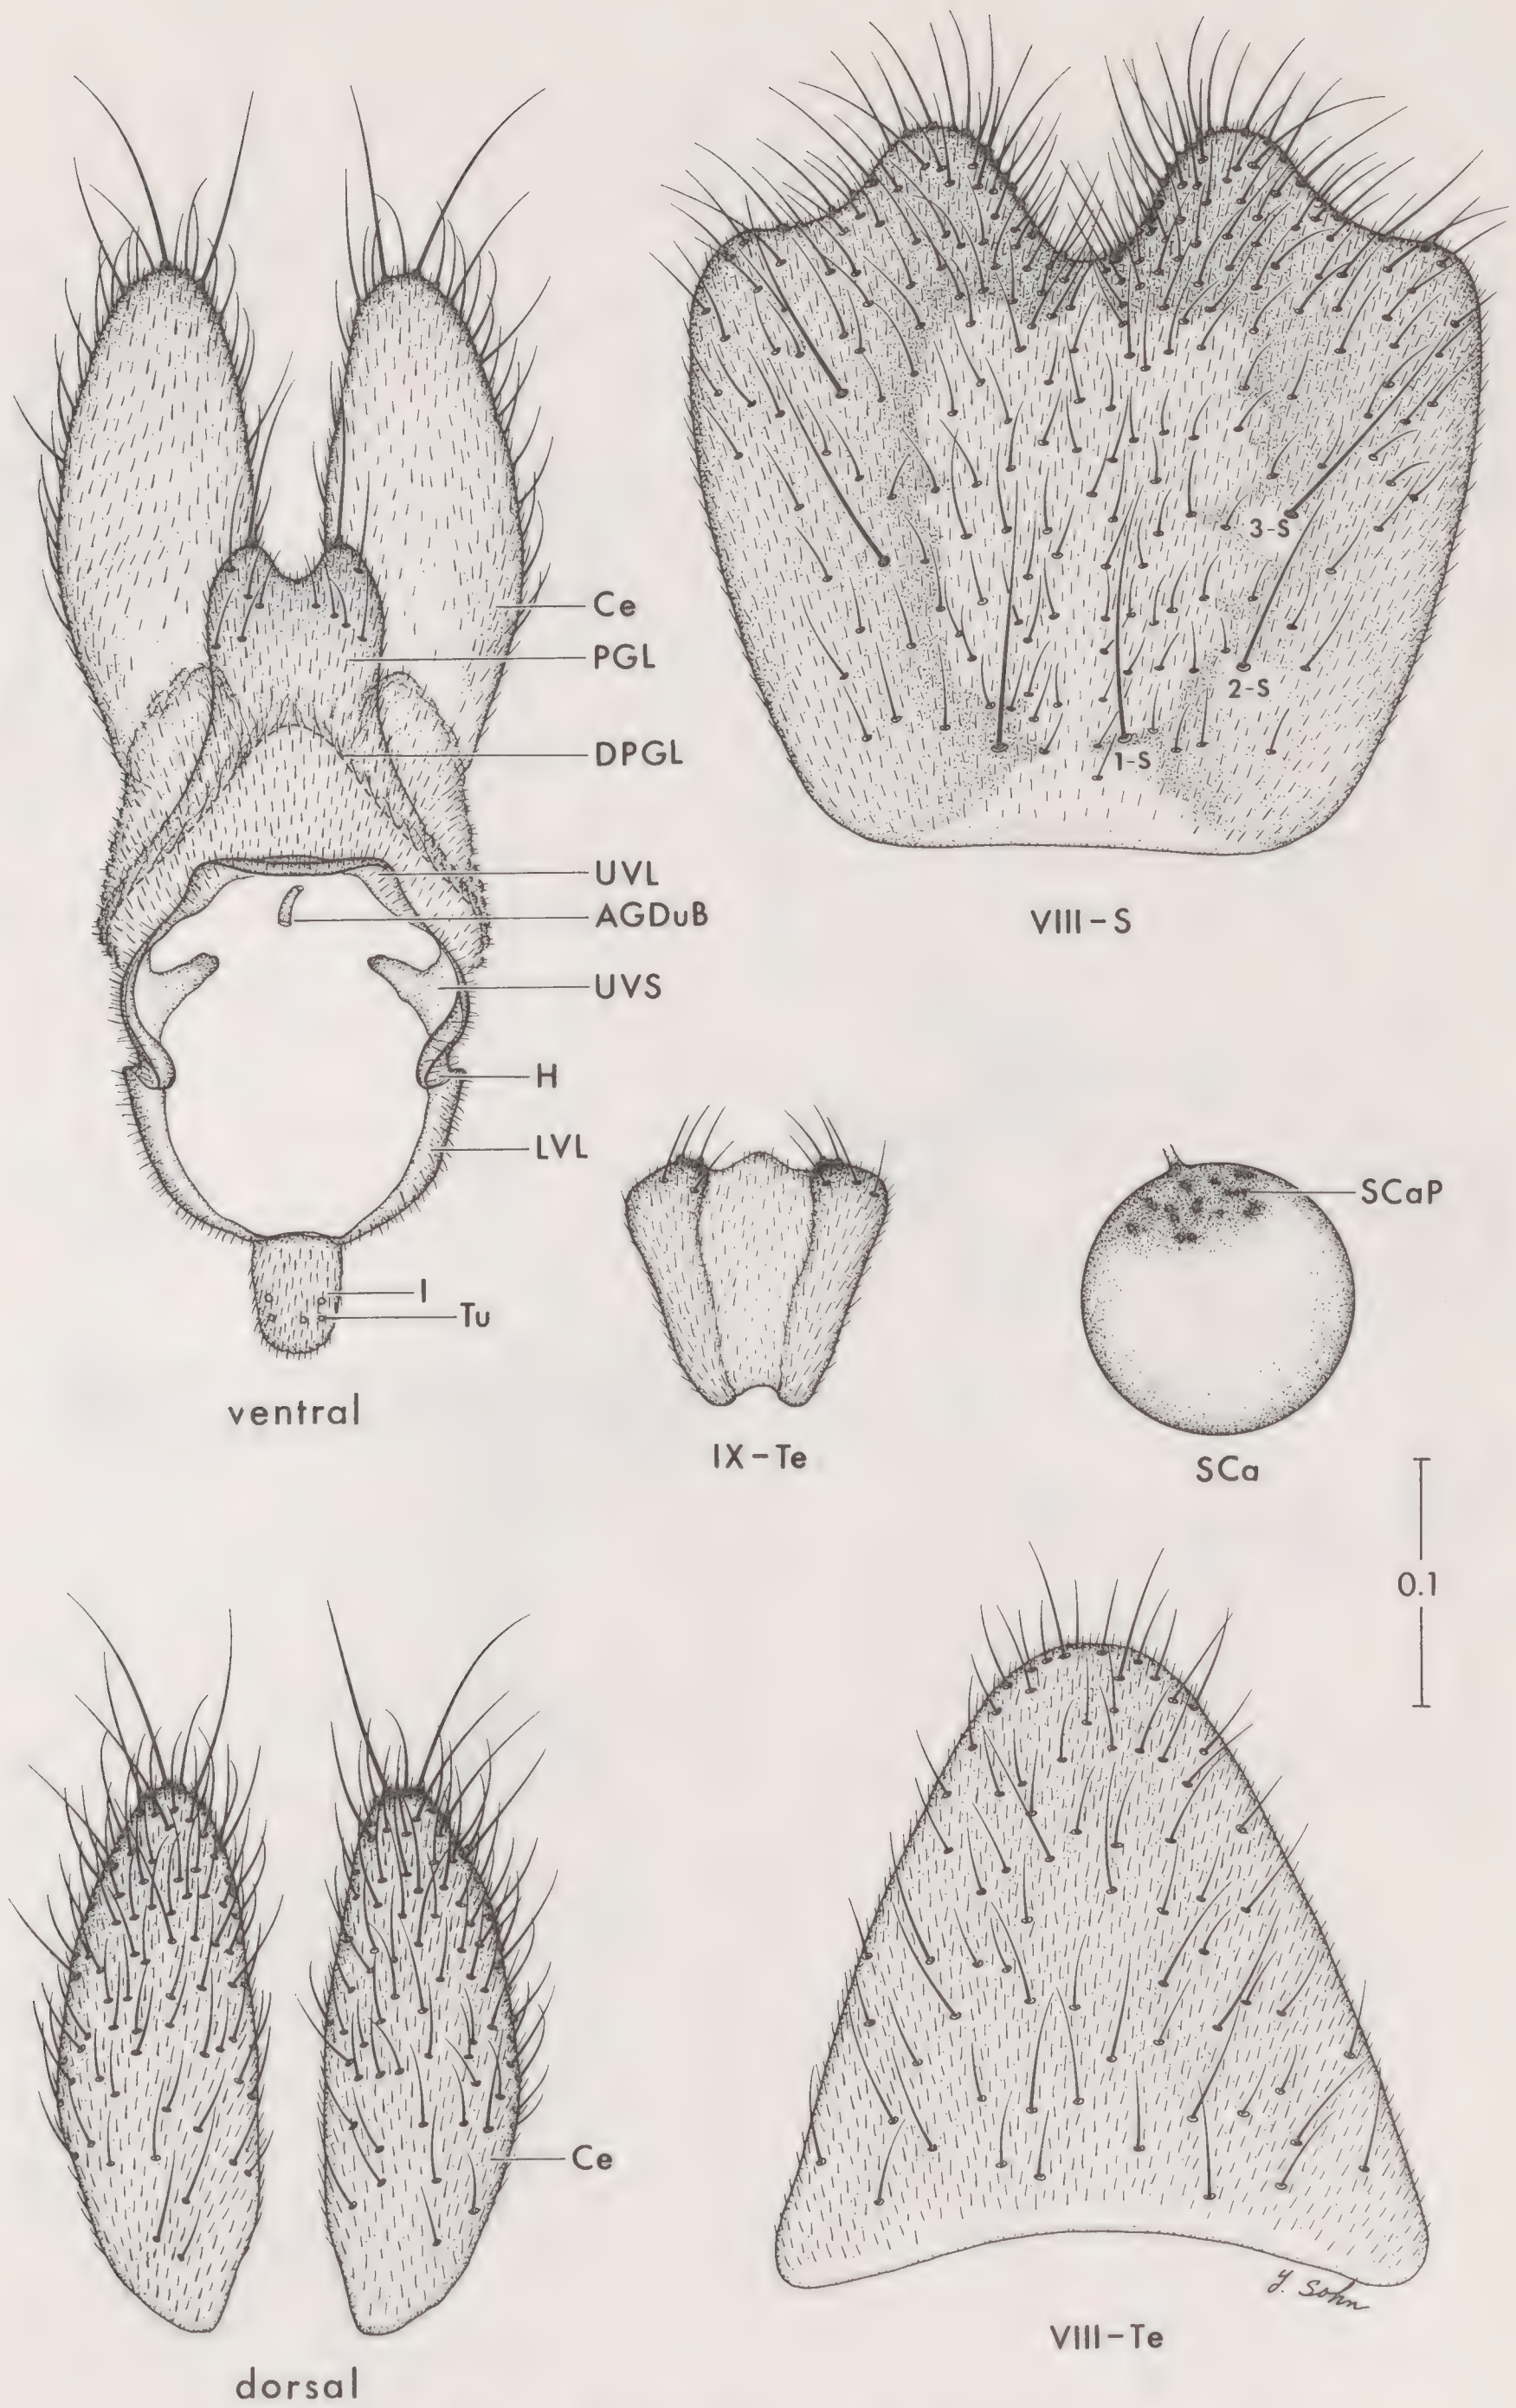 Ce
PGL
DPGL
UVL
AGDuB
UVS
H
LVL
I
Tu
ventral
3-S
2-S
1-S
VIII-S
IX-Te
SCaP
SCa
0.1
Ce
dorsal
Y. Sohn
VIII-Te